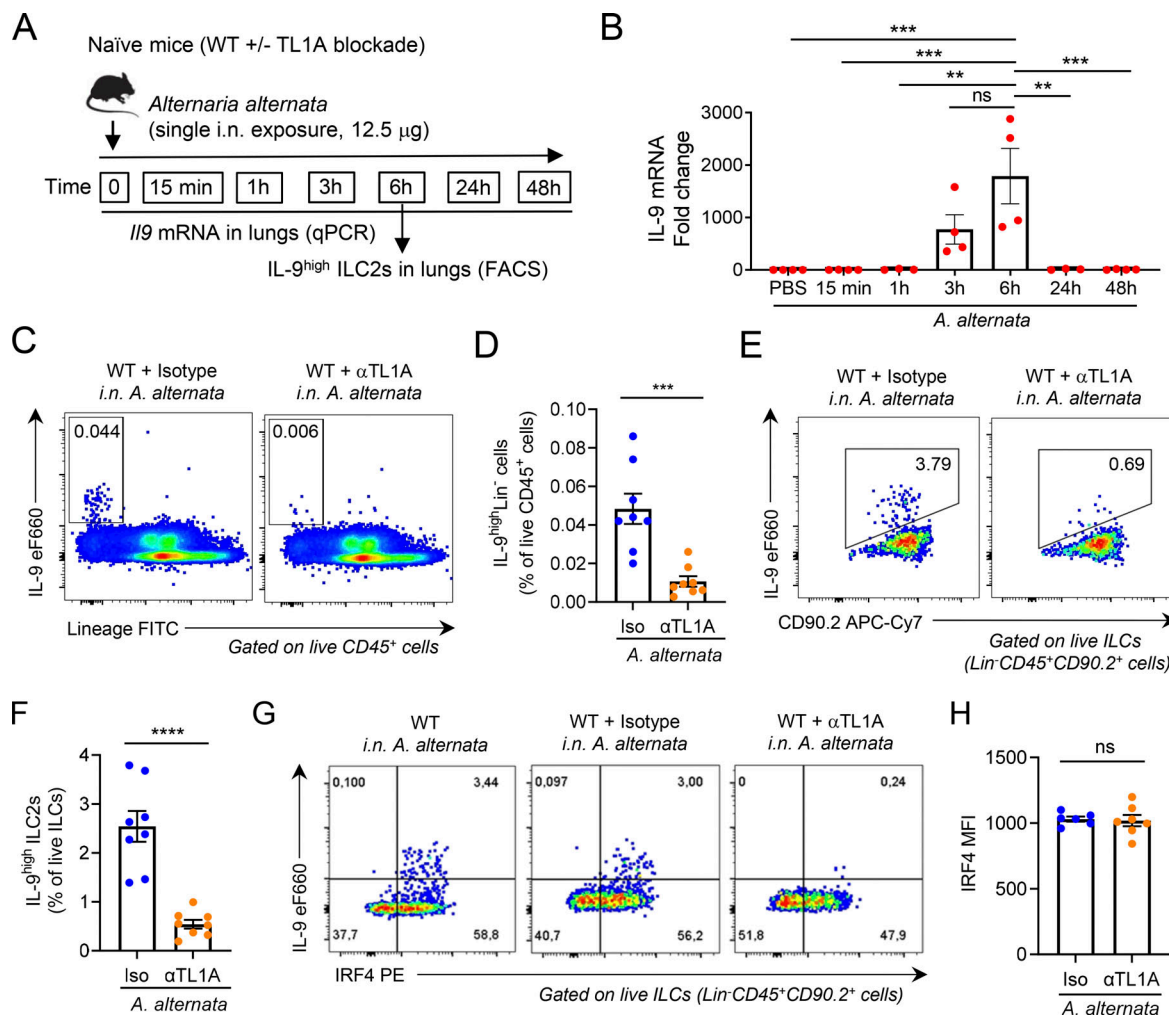 A
Naïve mice (WT +/- TL1A blockade)
Alternaria alternata
(single i.n. exposure, 12.5 μg)
Time 0 15 min 1h 3h 6h 24h 48h
Il9 mRNA in lungs (qPCR)
IL-9high ILC2s in lungs (FACS)
B
***
***
***
**
**
ns
IL-9 mRNA
Fold change
3000
2000
1000
0
PBS 15 min 1h 3h 6h 24h 48h
A. alternata
C
WT + Isotype
i.n. A. alternata
WT + αTL1A
i.n. A. alternata
0.044
0.006
IL-9 eF660
Lineage FITC
Gated on live CD45+ cells
D
***
IL-9highLin- cells
(% of live CD45+ cells)
0.10
0.08
0.06
0.04
0.02
0.00
Iso αTL1A
A. alternata
E
WT + Isotype
i.n. A. alternata
WT + αTL1A
i.n. A. alternata
3.79
0.69
IL-9 eF660
CD90.2 APC-Cy7
Gated on live ILCs
(Lin-CD45+CD90.2+ cells)
F
****
IL-9high ILC2s
(% of live ILCs)
4
3
2
1
0
Iso αTL1A
A. alternata
G
WT
i.n. A. alternata
WT + Isotype
i.n. A. alternata
WT + αTL1A
i.n. A. alternata
0,100 3,44
37,7 58,8
0,097 3,00
40,7 56,2
0 0,24
51,8 47,9
IL-9 eF660
IRF4 PE
Gated on live ILCs (Lin-CD45+CD90.2+ cells)
H
ns
IRF4 MFI
1500
1000
500
0
Iso αTL1A
A. alternata